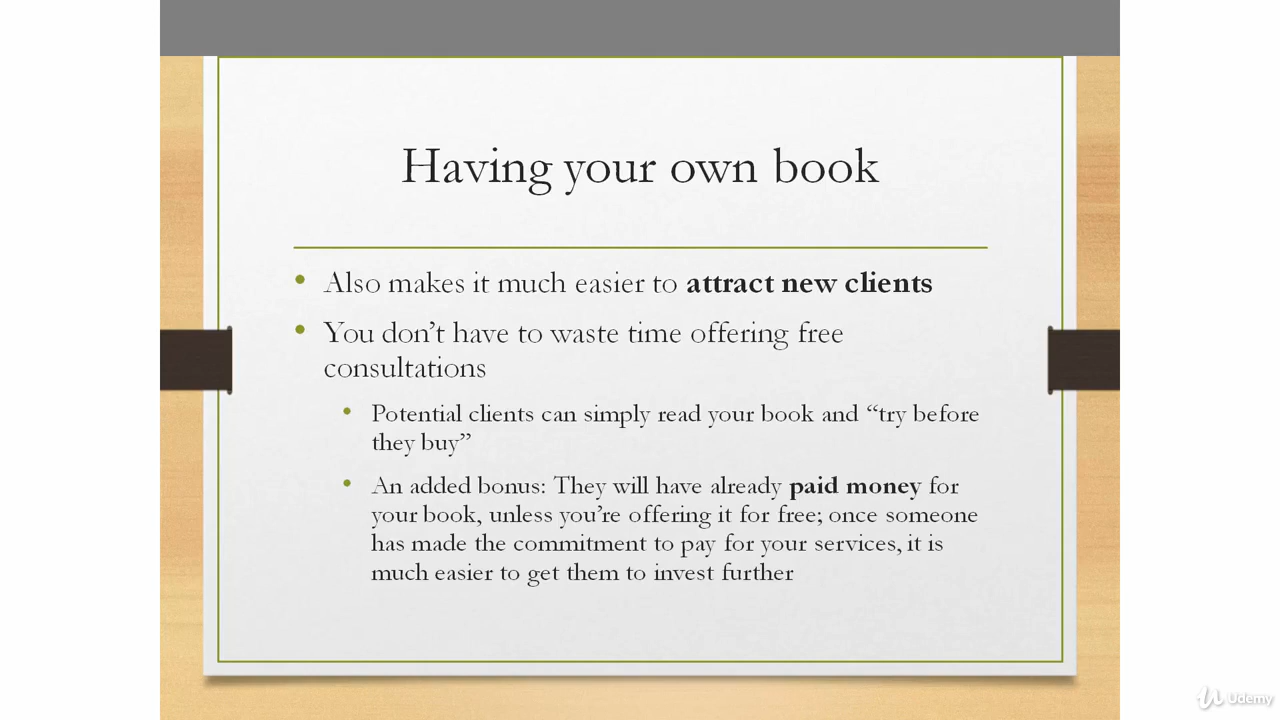 Having your own book
• Also makes it much easier to attract new clients
• You don’t have to waste time offering free
consultations
• Potential clients can simply read your book and “try before
they buy”
• An added bonus: They will have already paid money for
your book, unless you’re offering it for free; once someone
has made the commitment to pay for your services, it is
much easier to get them to invest further
Udemy